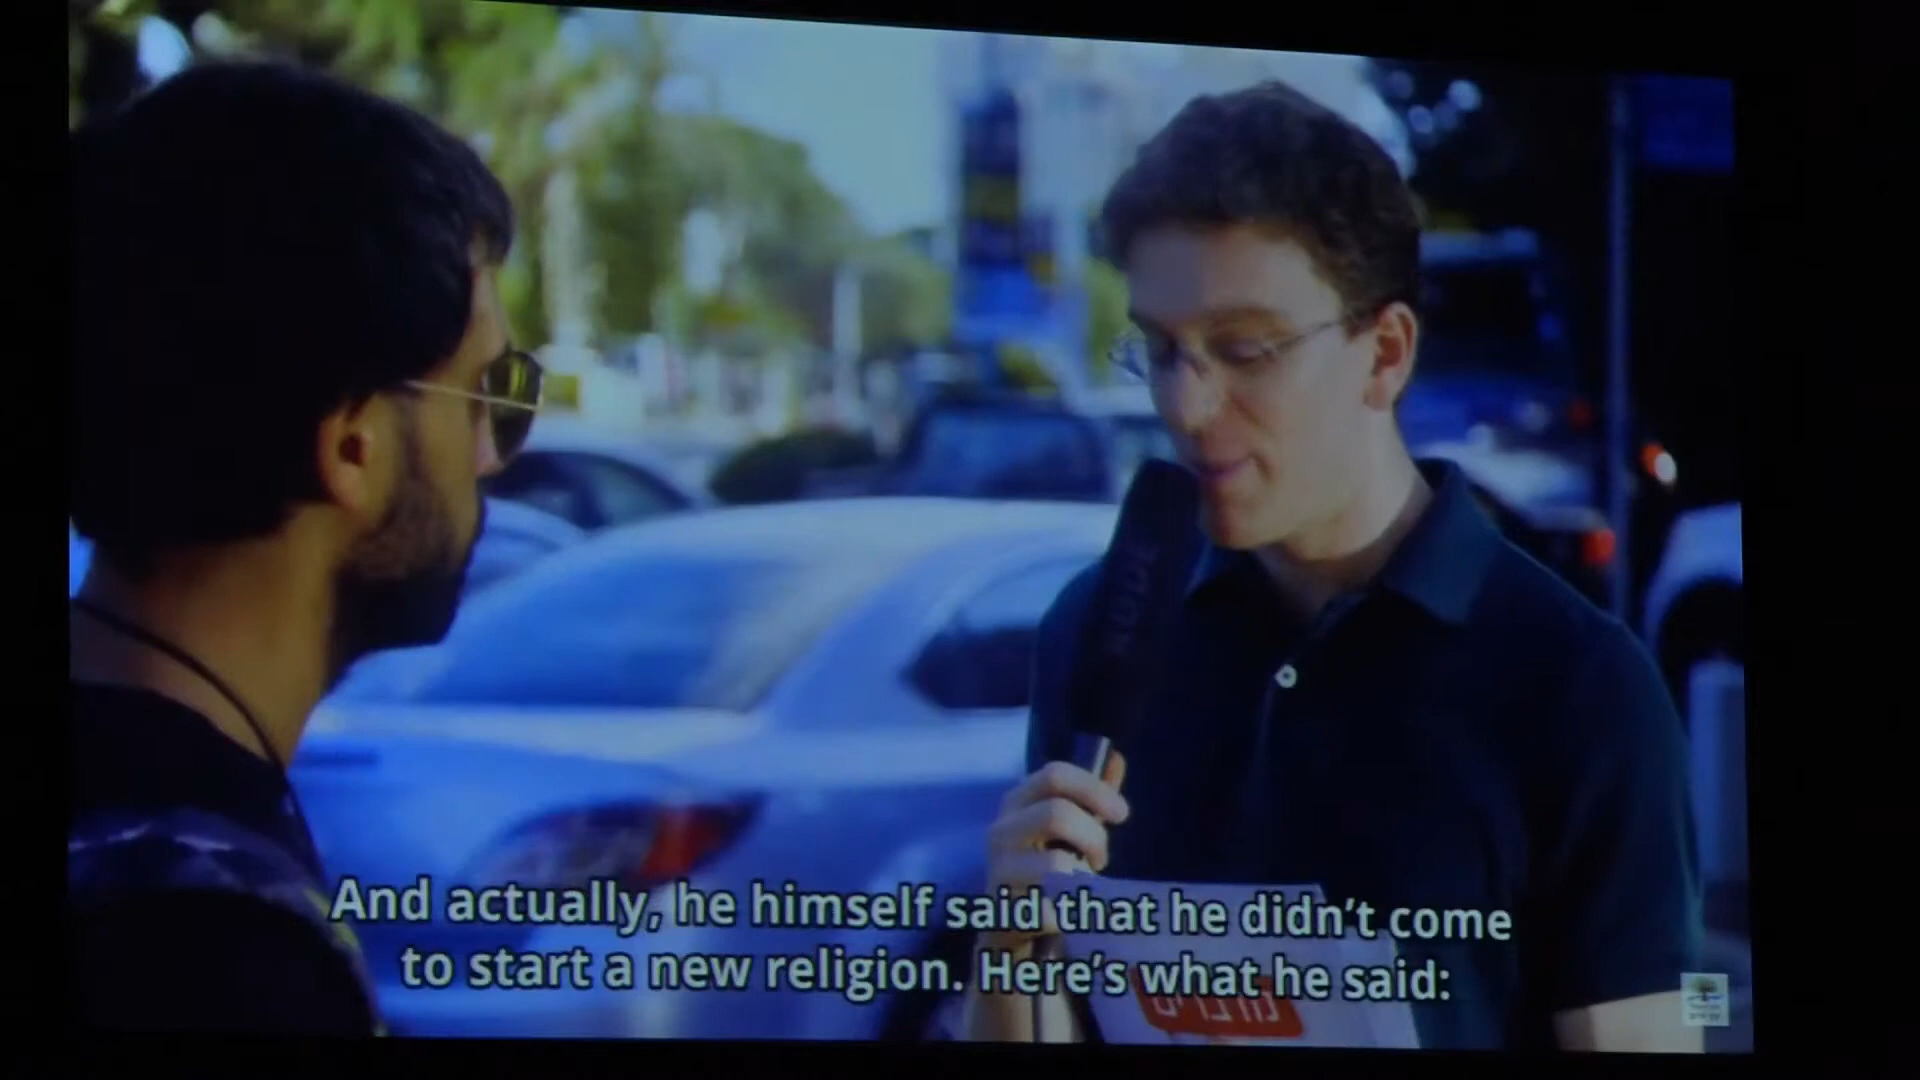 And actually, he himself said that he didn't come
to start a new religion. Here's what he said: